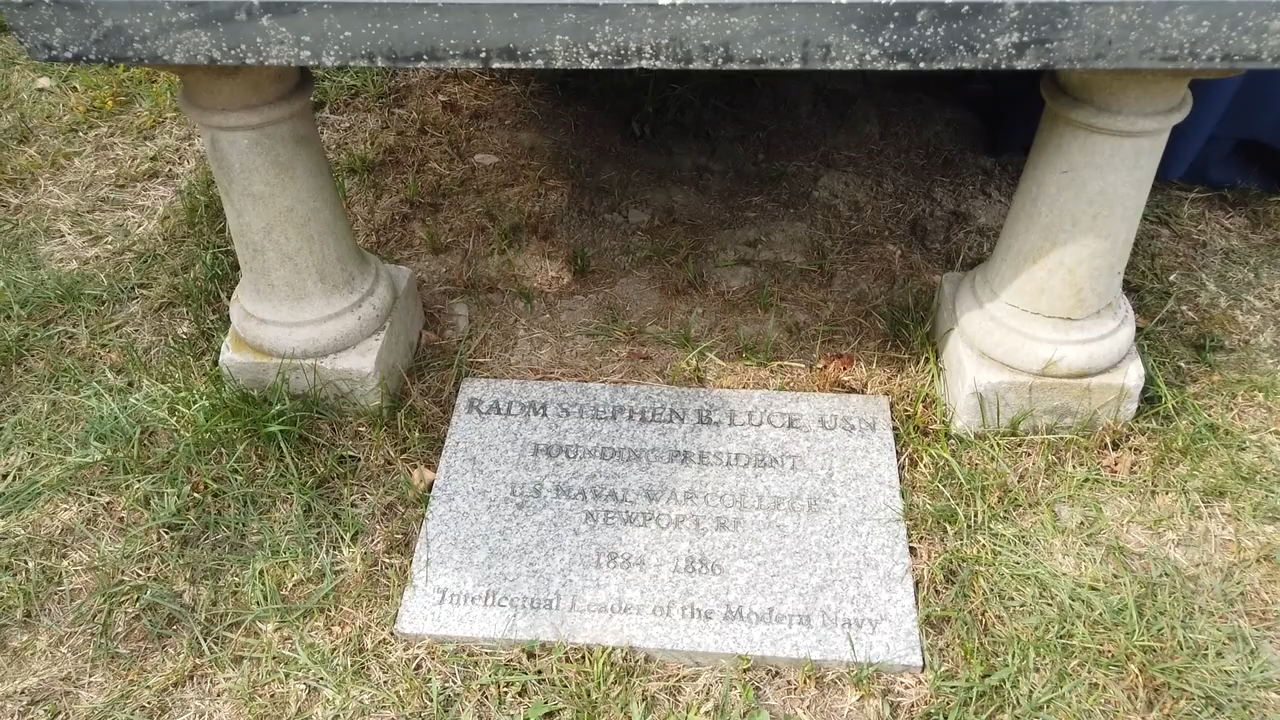 RADM STEPHEN B. LUCE, USN
FOUNDING PRESIDENT
U.S. NAVAL WAR COLLEGE
NEWPORT, RI
1884 - 1886
"Intellectual Leader of the Modern Navy"